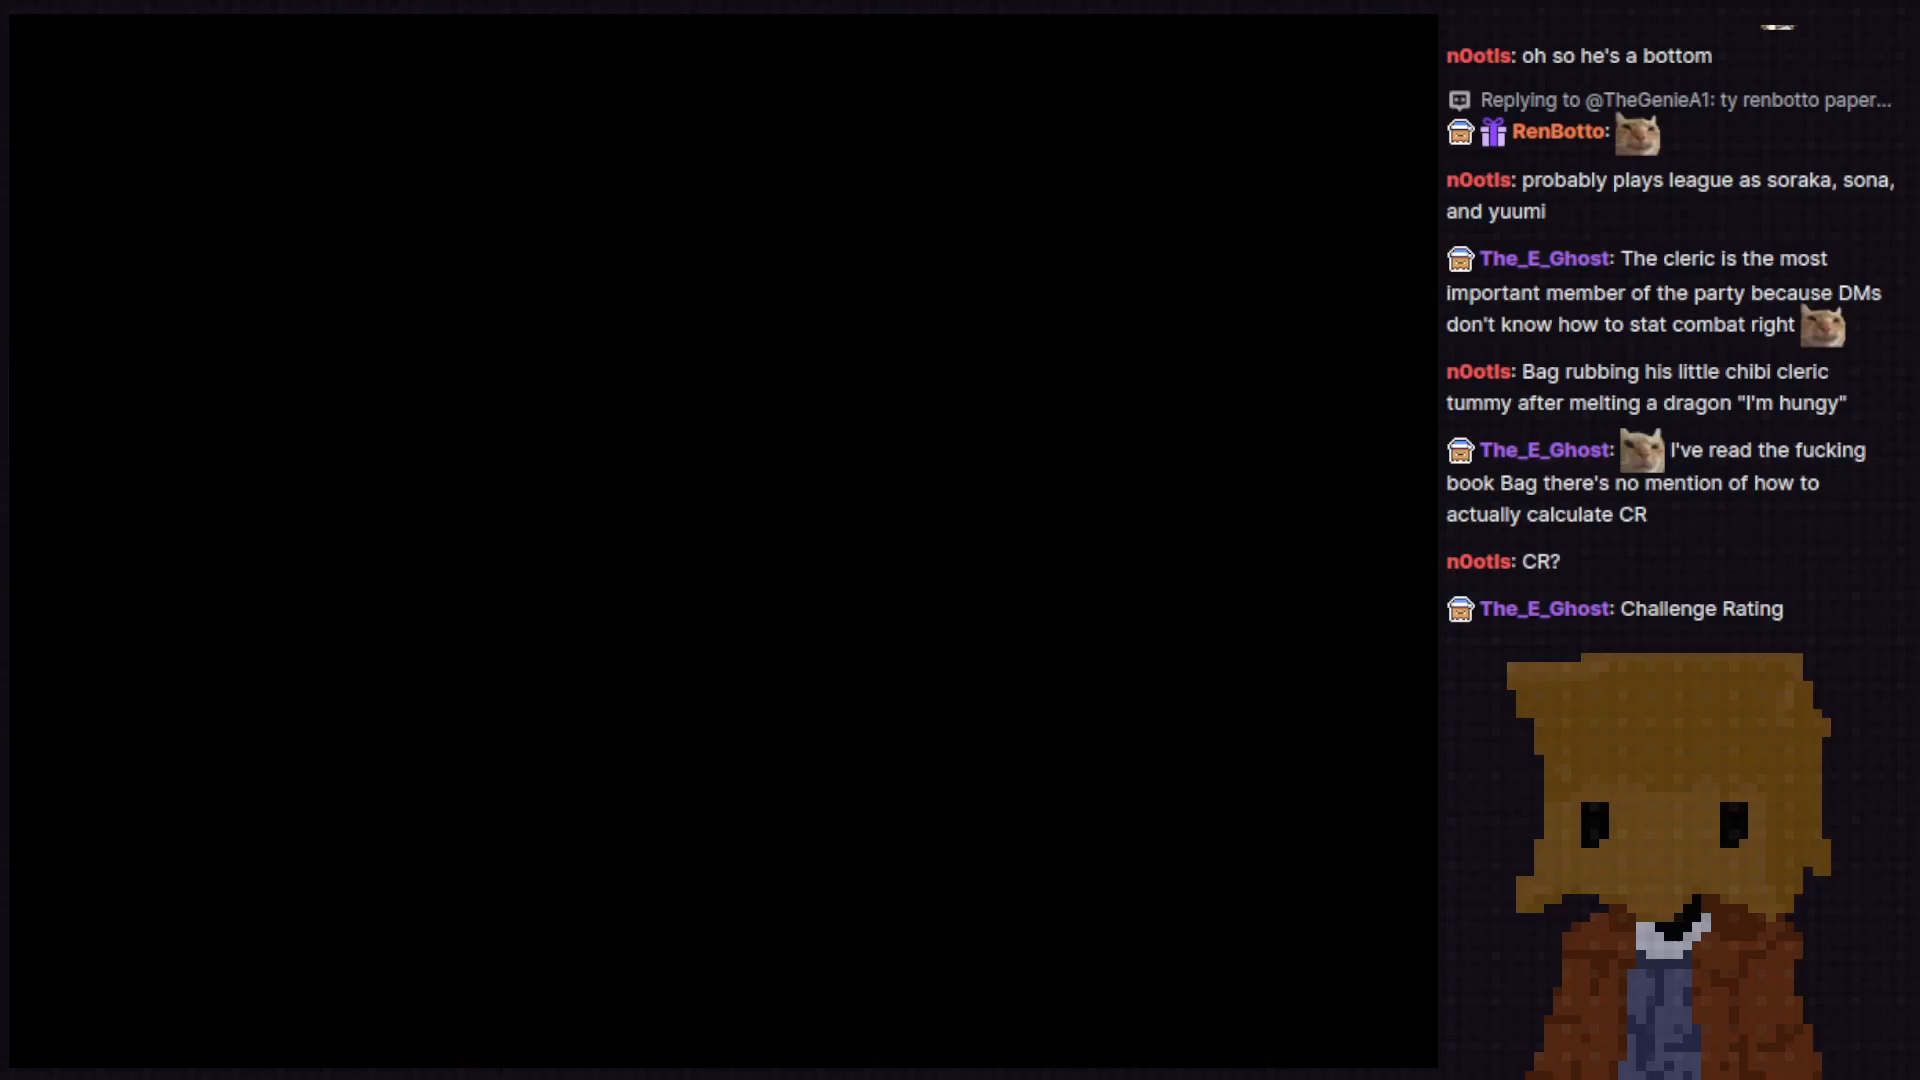 n0otls: oh so he's a bottom
Replying to @TheGenieA1: ty renbotto paper...
RenBotto:
n0otls: probably plays league as soraka, sona,
and yuumi
The_E_Ghost: The cleric is the most
important member of the party because DMs
don't know how to stat combat right
n0otls: Bag rubbing his little chibi cleric
tummy after melting a dragon "I'm hungy"
The_E_Ghost: I've read the fucking
book Bag there's no mention of how to
actually calculate CR
n0otls: CR?
The_E_Ghost: Challenge Rating